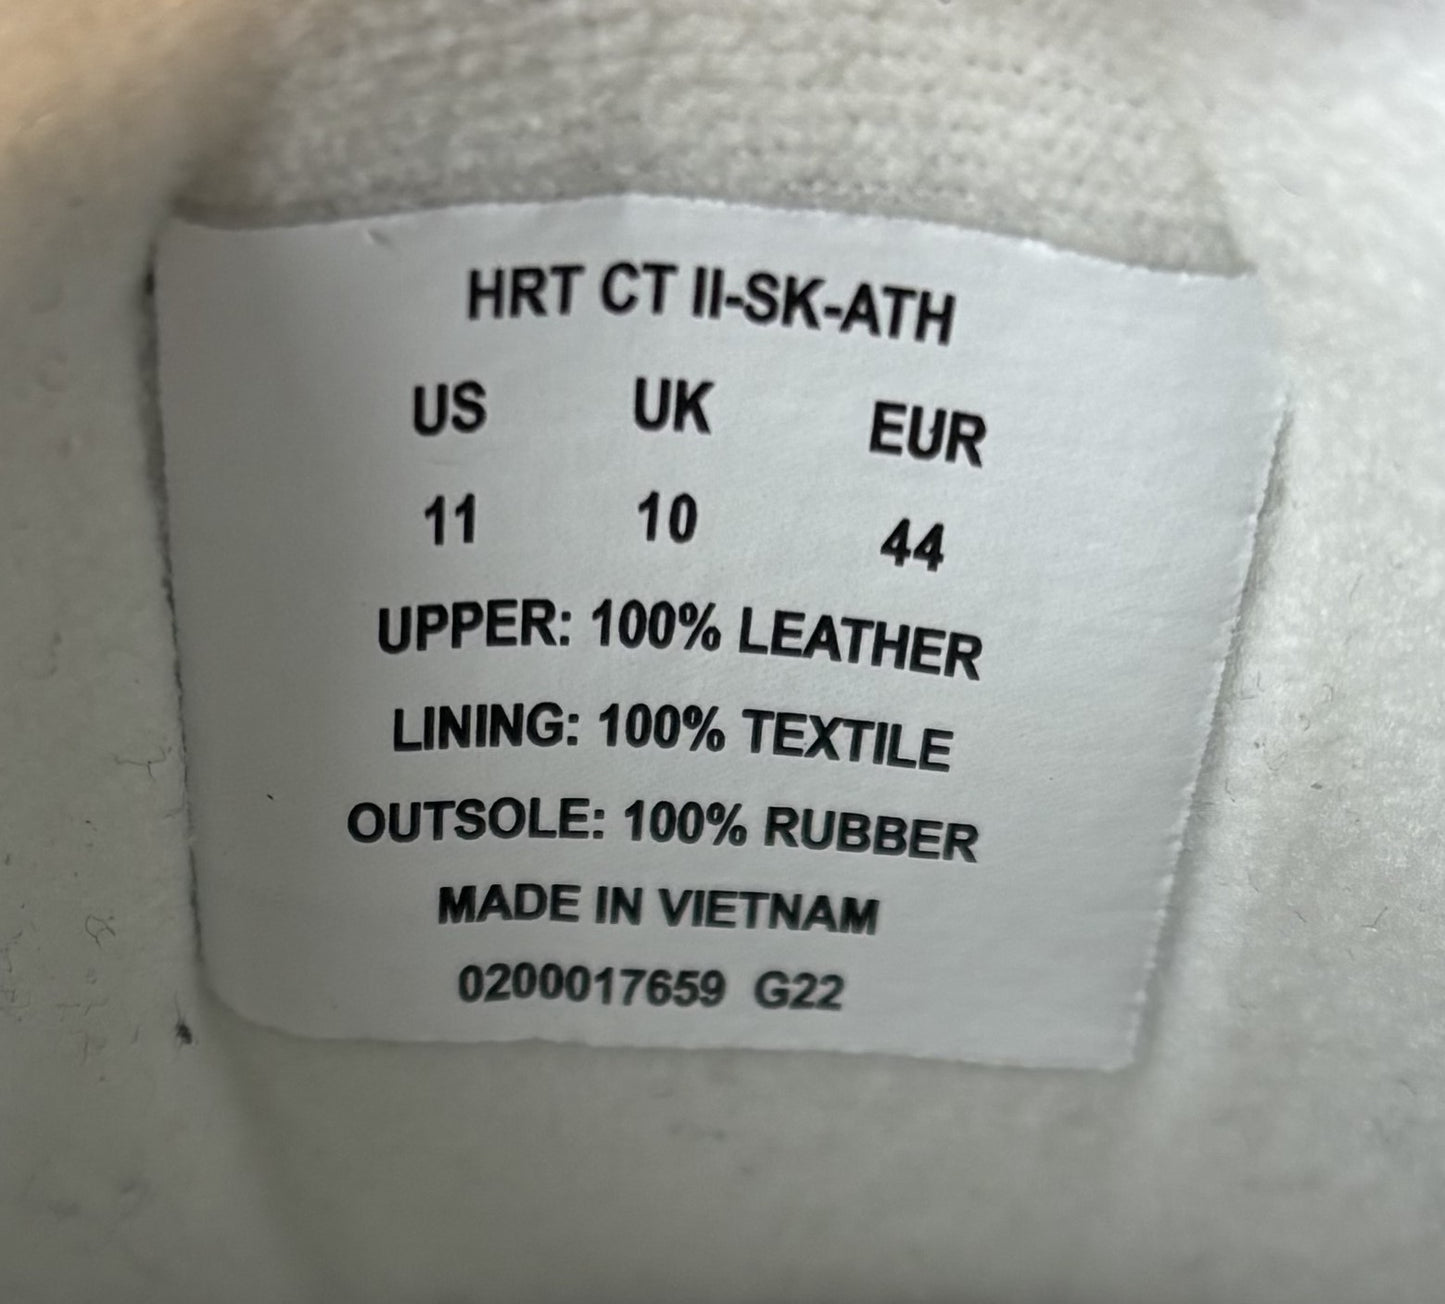 HRT CT II-SK-ATH
US UK EUR
11 10 44
UPPER: 100% LEATHER
LINING: 100% TEXTILE
OUTSOLE: 100% RUBBER
MADE IN VIETNAM
0200017659 G22